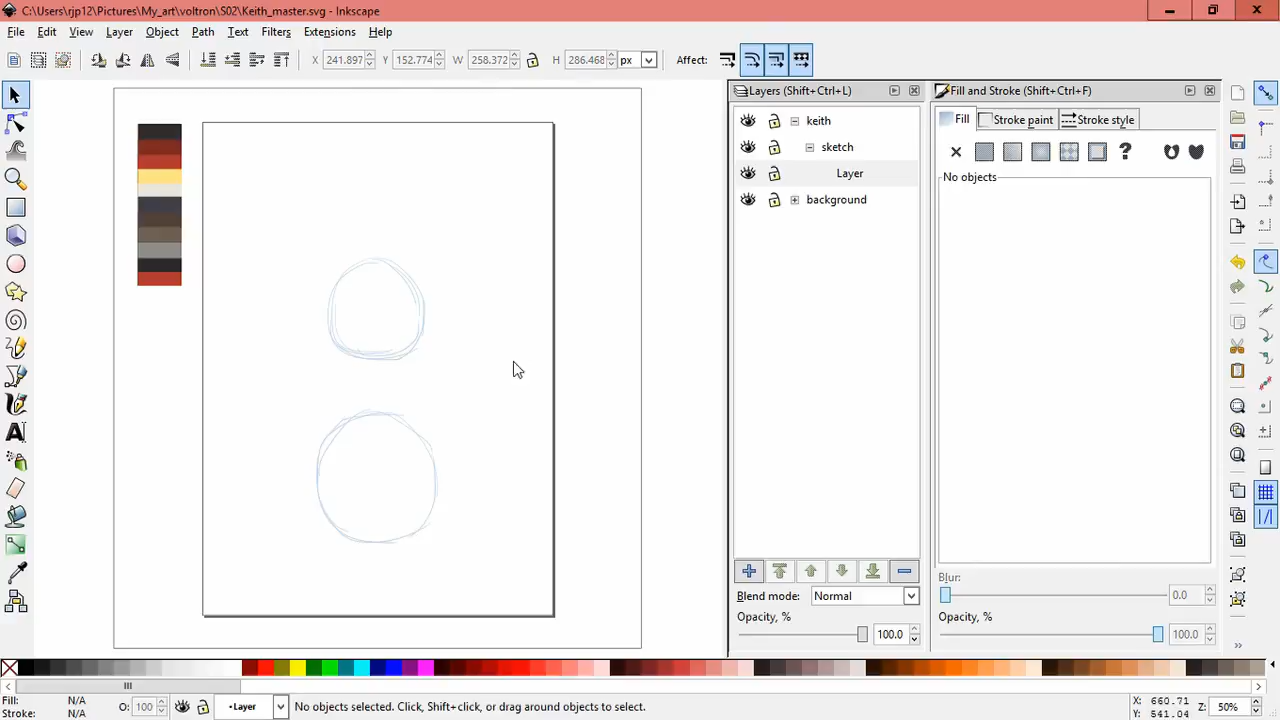 C:\Users\rjp12\Pictures\My_art\voltron\S02\Keith_master.svg - Inkscape
File Edit View Layer Object Path Text Filters Extensions Help
X 241.897 Y 152.774 W 258.372 H 286.468 px Affect:
Layers (Shift+Ctrl+L)
keith
sketch
Layer
background
Blend mode: Normal
Opacity, %
100.0
Fill and Stroke (Shift+Ctrl+F)
Fill Stroke paint Stroke style
No objects
Blur:
0.0
Opacity, %
100.0
Fill: N/A
Stroke: N/A
O: 100
•Layer
No objects selected. Click, Shift+click, or drag around objects to select.
X: 660.71
Y: 541.04
Z: 50%